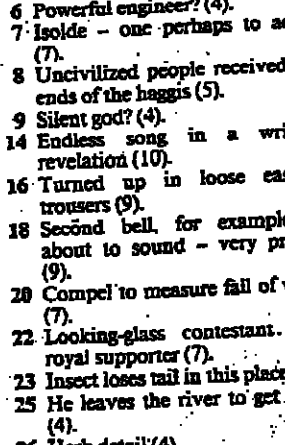 6 Powerful engineer? (4).
7 Isolde – one perhaps to
(7).
8 Uncivilized people received
ends of the haggis (5).
9 Silent god? (4).
14 Endless song in a
revelation (10).
16 Turned up in loose
trousers (9).
18 Second bell, for example
about to sound – very
(9).
20 Compel to measure fall of
(7).
22 Looking-glass contestant.
royal supporter (7).
23 Insect loses tail in this place
25 He leaves the river to get
(4).
detail (4)